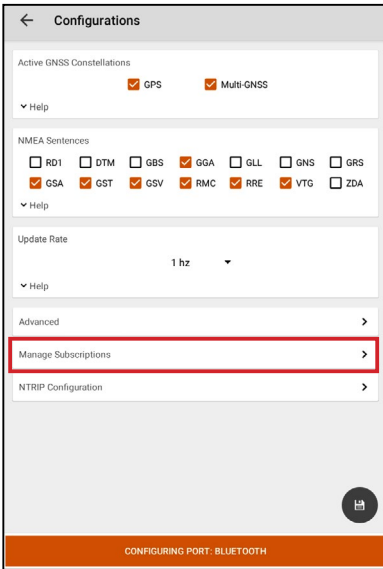 Configurations
Active GNSS Constellations
GPS Multi-GNSS
Help
NMEA Sentences
RD1 DTM GBS GGA GLL GNS GRS
GSA GST GSV RMC RRE VTG ZDA
Help
Update Rate
1 hz
Help
Advanced
Manage Subscriptions
NTRIP Configuration
CONFIGURING PORT: BLUETOOTH